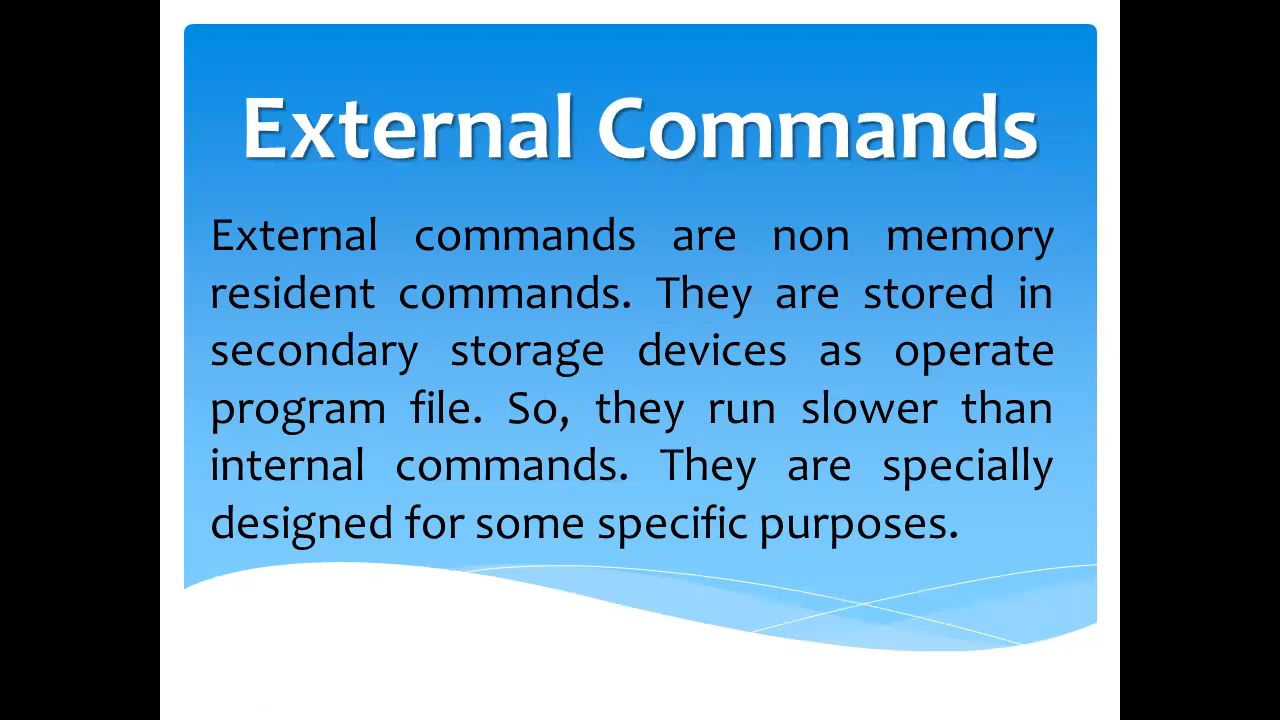 External Commands
External commands are non memory
resident commands. They are stored in
secondary storage devices as operate
program file. So, they run slower than
internal commands. They are specially
designed for some specific purposes.